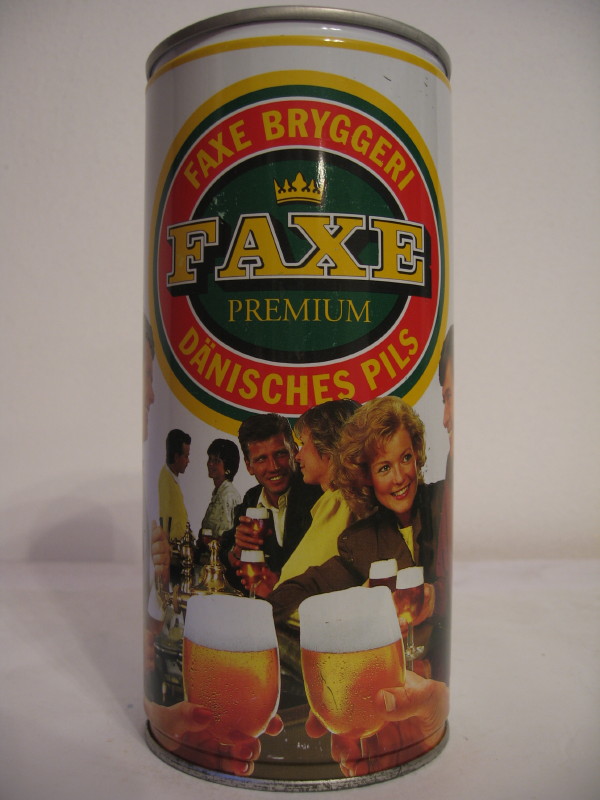 FAXE BRYGGERI
FAXE
PREMIUM
DÄNISCHES PILS